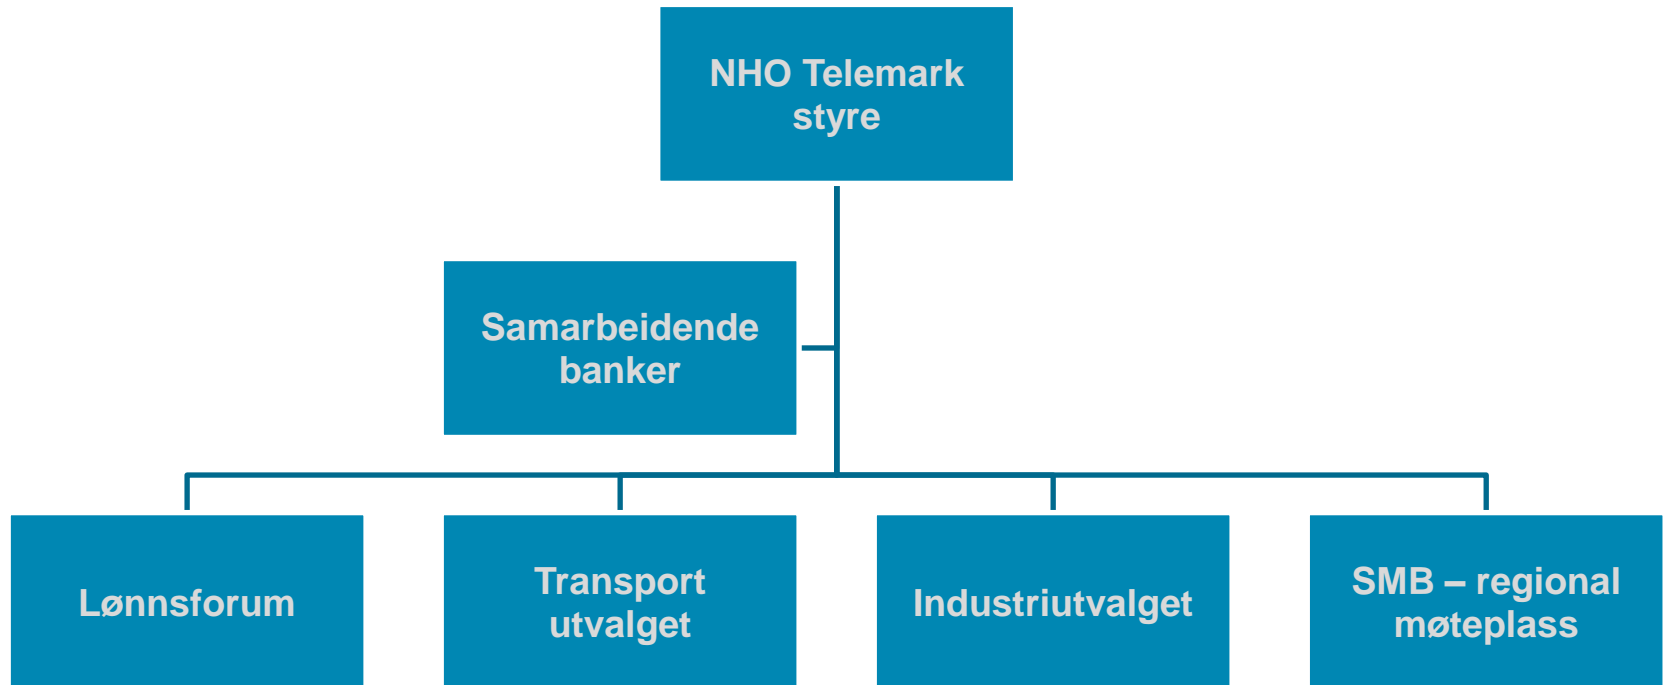 NHO Telemark
styre
Samarbeidende
banker
Lønnsforum
Transport
utvalget
Industriutvalget
SMB – regional
møteplass